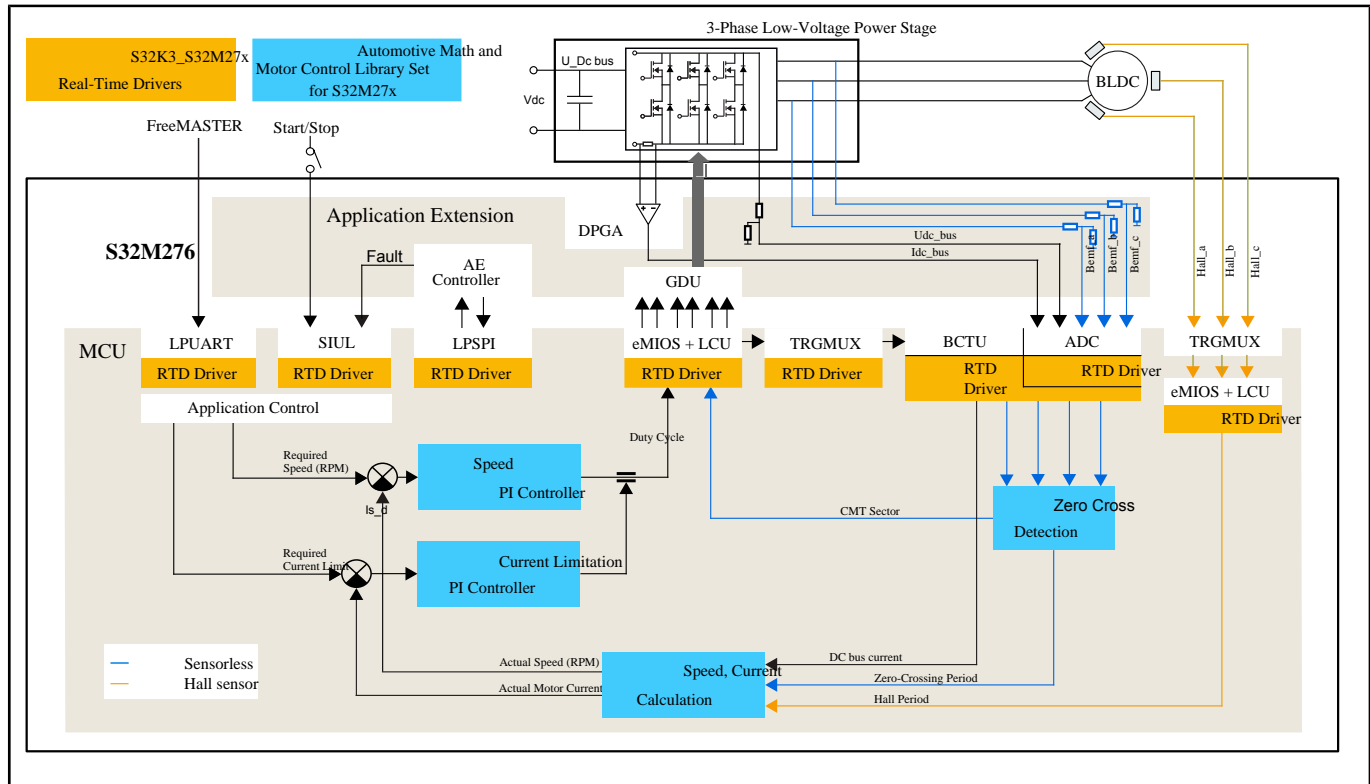 3-Phase Low-Voltage Power Stage
S32K3_S32M27x
Real-Time Drivers
Automotive Math and
Motor Control Library Set
for S32M27x
U_Dc bus
Vdc
BLDC
FreeMASTER
Start/Stop
Application Extension
DPGA
S32M276
Fault
AE
Controller
GDU
Udc_bus
Idc_bus
Bemf_a
Bemf_b
Bemf_c
Hall_a
Hall_b
Hall_c
MCU
LPUART
RTD Driver
SIUL
RTD Driver
LPSPI
RTD Driver
eMIOS + LCU
RTD Driver
TRGMUX
RTD Driver
BCTU
RTD
Driver
ADC
RTD Driver
TRGMUX
eMIOS + LCU
RTD Driver
Application Control
Duty Cycle
Required
Speed (RPM)
Is_d
Speed
PI Controller
CMT Sector
Zero Cross
Detection
Required
Current Limit
Current Limitation
PI Controller
Sensorless
Hall sensor
Actual Speed (RPM)
Actual Motor Current
Speed, Current
Calculation
DC bus current
Zero-Crossing Period
Hall Period